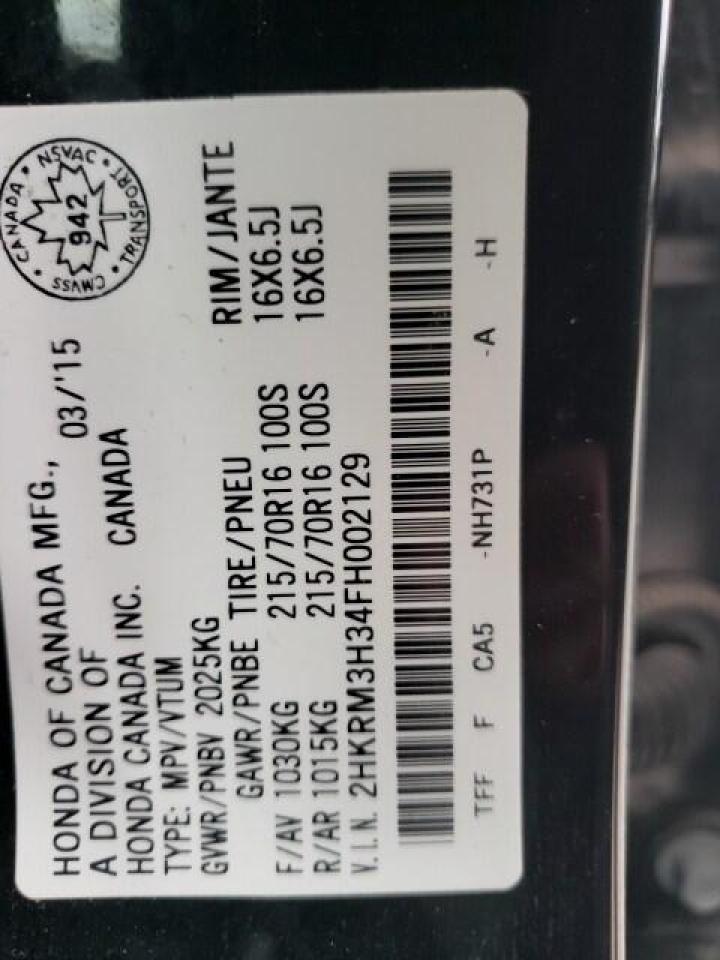 HONDA OF CANADA MFG., 03/'15
A DIVISION OF
HONDA CANADA INC. CANADA
TYPE: MPV/VTUM
GVWR/PNBV 2025KG
GAWR/PNBE TIRE/PNEU RIM/JANTE
F/AV 1030KG 215/70R16 100S 16X6.5J
R/AR 1015KG 215/70R16 100S 16X6.5J
V.I.N. 2HKRM3H34FH002129
TFF F CA5 -NH731P -A -H
CANADA • NSVAC • TRANSPORT • CMVSS •
942